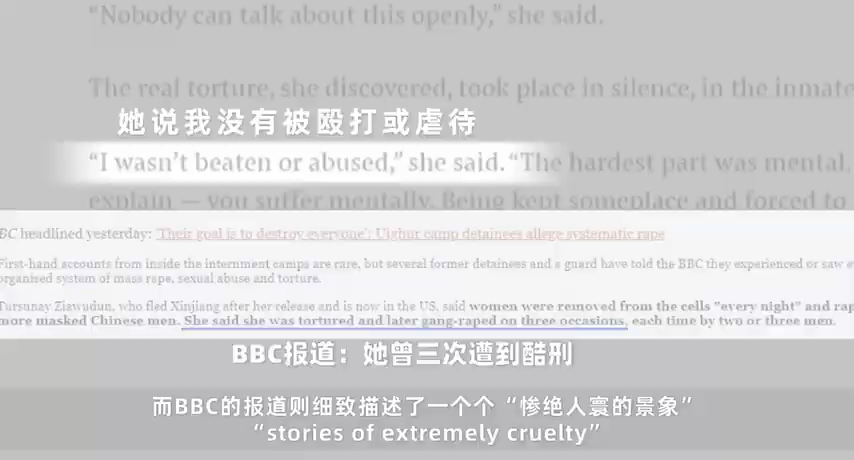 “Nobody can talk about this openly,” she said.
The real torture, she discovered, took place in silence, in the inmate
她说我没有被殴打或虐待
“I wasn’t beaten or abused,” she said. “The hardest part was mental.
explain — you suffer mentally. Being kept someplace and forced to
BC headlined yesterday: 'Their goal is to destroy everyone': Uighur camp detainees allege systematic rape
First-hand accounts from inside the internment camps are rare, but several former detainees and a guard have told the BBC they experienced or saw e
organised system of mass rape, sexual abuse and torture.
Tursunay Ziawudun, who fled Xinjiang after her release and is now in the US, said women were removed from the cells "every night" and rap
more masked Chinese men. She said she was tortured and later gang-raped on three occasions, each time by two or three men.
BBC报道：她曾三次遭到酷刑
而BBC的报道则细致描述了一个个“惨绝人寰的景象”
“stories of extremely cruelty”